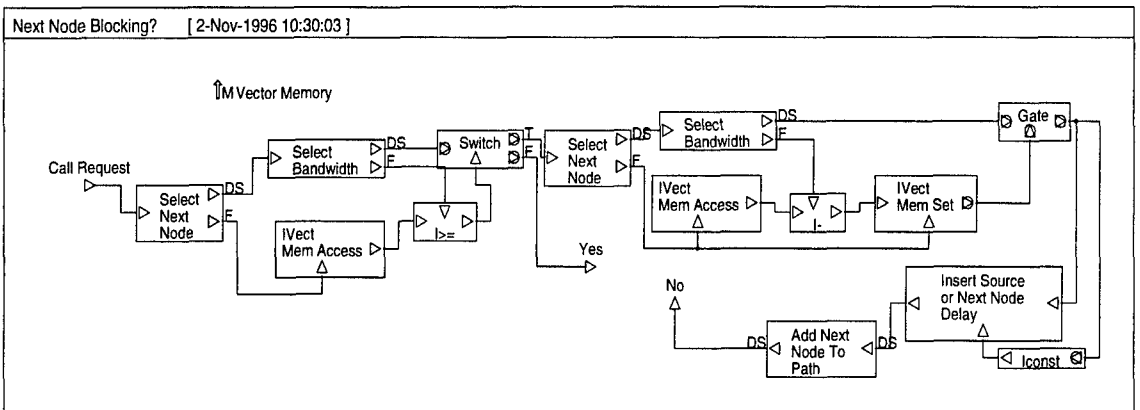 Next Node Blocking? [ 2-Nov-1996 10:30:03 ]
⇑M Vector Memory
Call Request
Select
Next
Node
DS
F
Select
Bandwidth
DS
F
IVect
Mem Access
I>=
Switch
T
F
Yes
Select
Next
Node
DS
F
Select
Bandwidth
DS
F
IVect
Mem Access
I-
IVect
Mem Set
Gate
Insert Source
or Next Node
Delay
Iconst
DS
Add Next
Node To
Path
DS
No